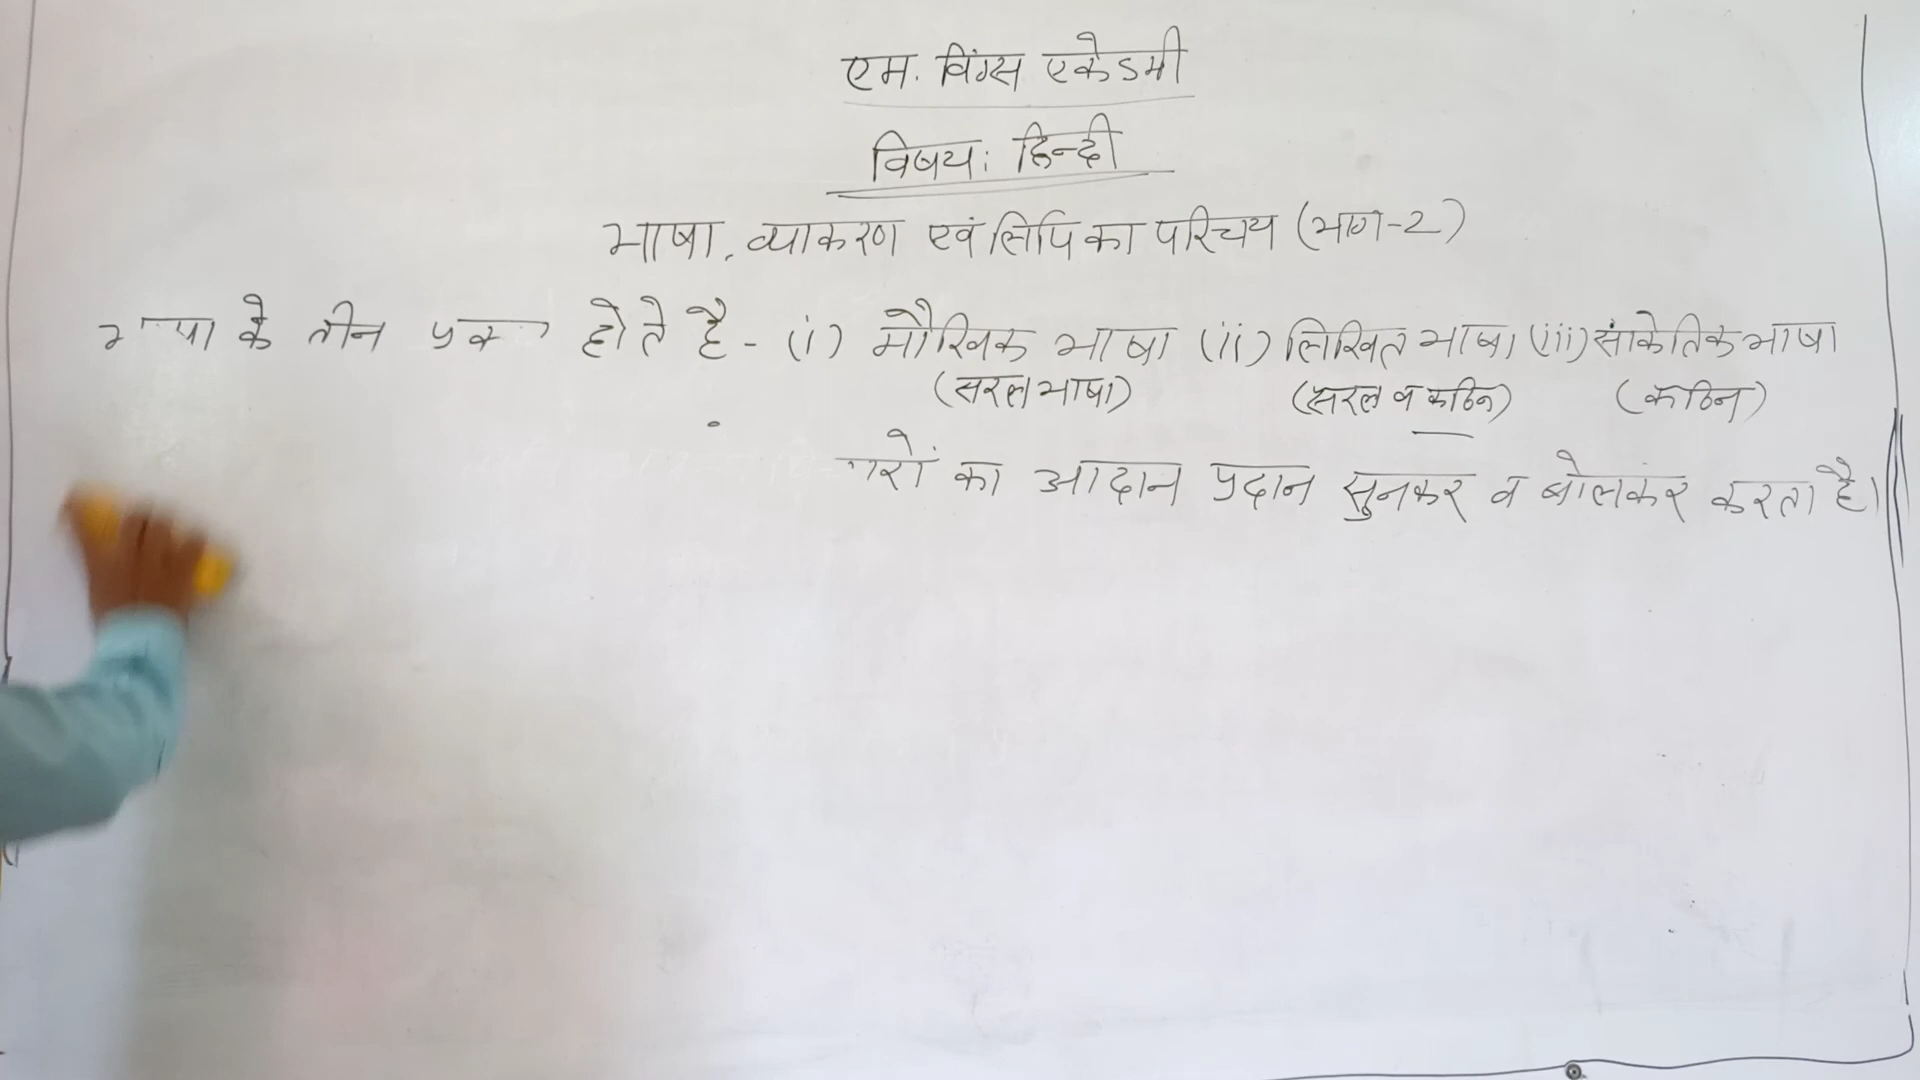 एम. विंग्स एकेडमी
विषय: हिन्दी
भाषा, व्याकरण एवं लिपि का परिचय (भाग-2)
के तीन होते है - (i) मौखिक भाषा (ii) लिखित भाषा (iii) सांकेतिक भाषा
(सरल भाषा) (सरल व कठिन) (कठिन)
का आदान प्रदान सुनकर व बोलकर करता है।